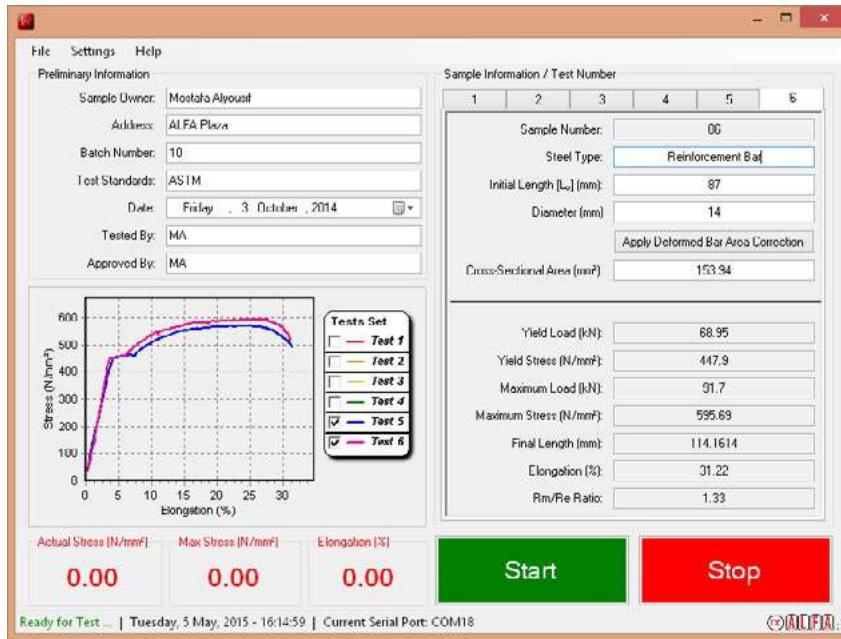 File Settings Help
Preliminary Information
Sample Owner: Mostafa Alyousif
Address: ALFA Plaza
Batch Number: 10
Test Standards: ASTM
Date: Friday , 3 October , 2014
Tested By: MA
Approved By: MA
Sample Information / Test Number
1 2 3 4 5 6
Sample Number: 06
Steel Type: Reinforcement Bar
Initial Length [L₀] (mm): 87
Diameter (mm) 14
Apply Deformed Bar Area Correction
Cross-Sectional Area (mm²) 153.94
Yield Load (kN): 68.95
Yield Stress (N/mm²): 447.9
Maximum Load (kN): 91.7
Maximum Stress (N/mm²): 595.69
Final Length (mm): 114.1614
Elongation (%): 31.22
Rm/Re Ratio: 1.33
Stress (N/mm²)
600
500
400
300
200
100
0
0 5 10 15 20 25 30
Elongation (%)
Tests Set
Test 1
Test 2
Test 3
Test 4
Test 5
Test 6
Actual Stress (N/mm²) Max Stress (N/mm²) Elongation (%)
0.00 0.00 0.00
Start Stop
Ready for Test ... | Tuesday, 5 May, 2015 - 16:14:59 | Current Serial Port: COM18
ALFA